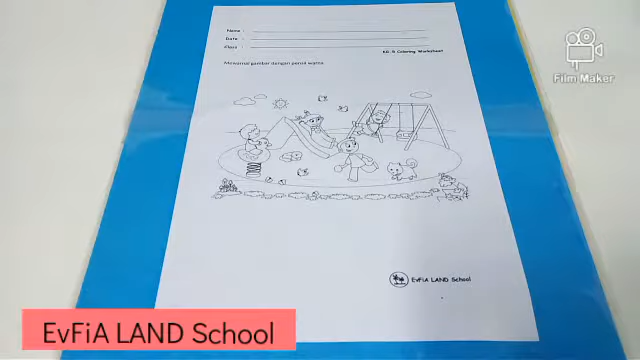 Name :
Date :
Class :
KG B Coloring Worksheet
Mewarnai gambar dengan pensil warna
Film Maker
EvFiA LAND School
EvFiA LAND School